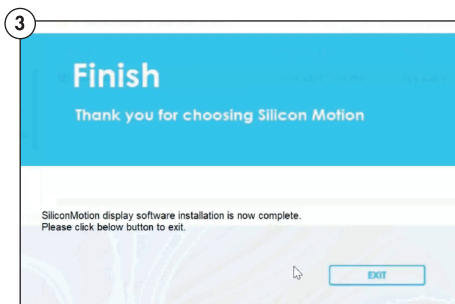 3
Finish
Thank you for choosing Silicon Motion
SiliconMotion display software installation is now complete.
Please click below button to exit.
EXIT